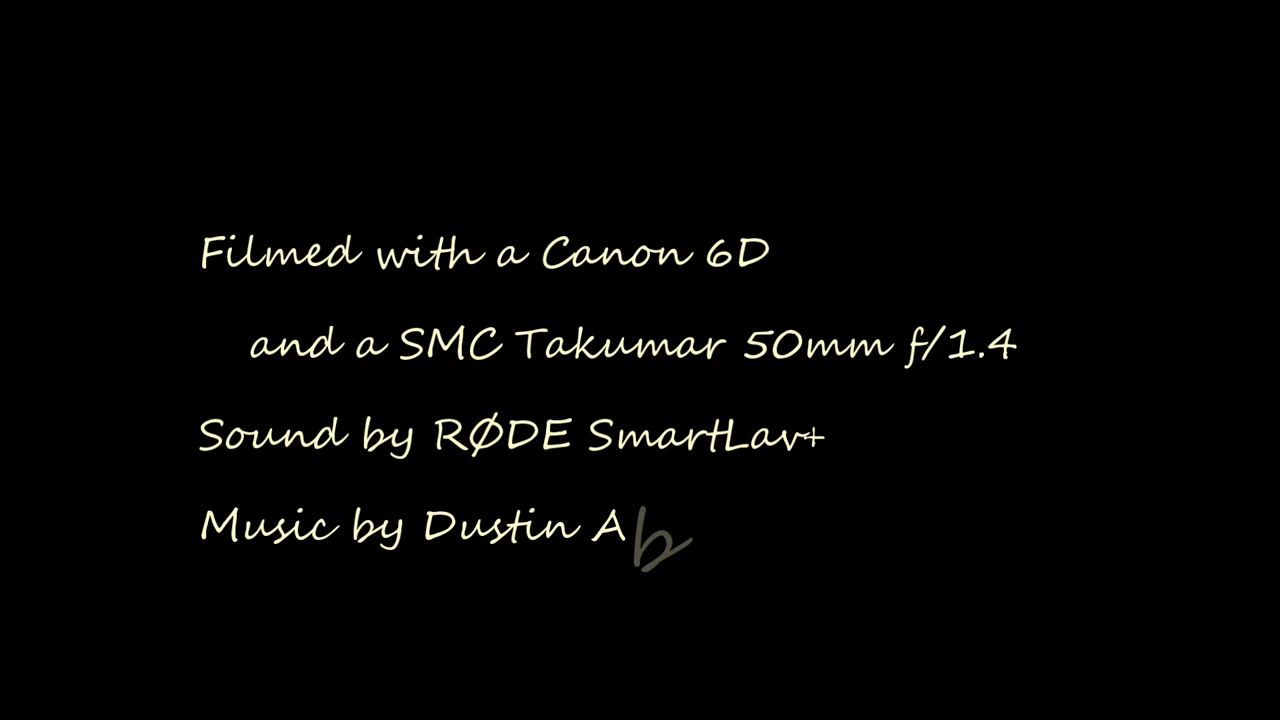 Filmed with a Canon 6D
and a SMC Takumar 50mm f/1.4
Sound by RØDE SmartLav+
Music by Dustin Ab